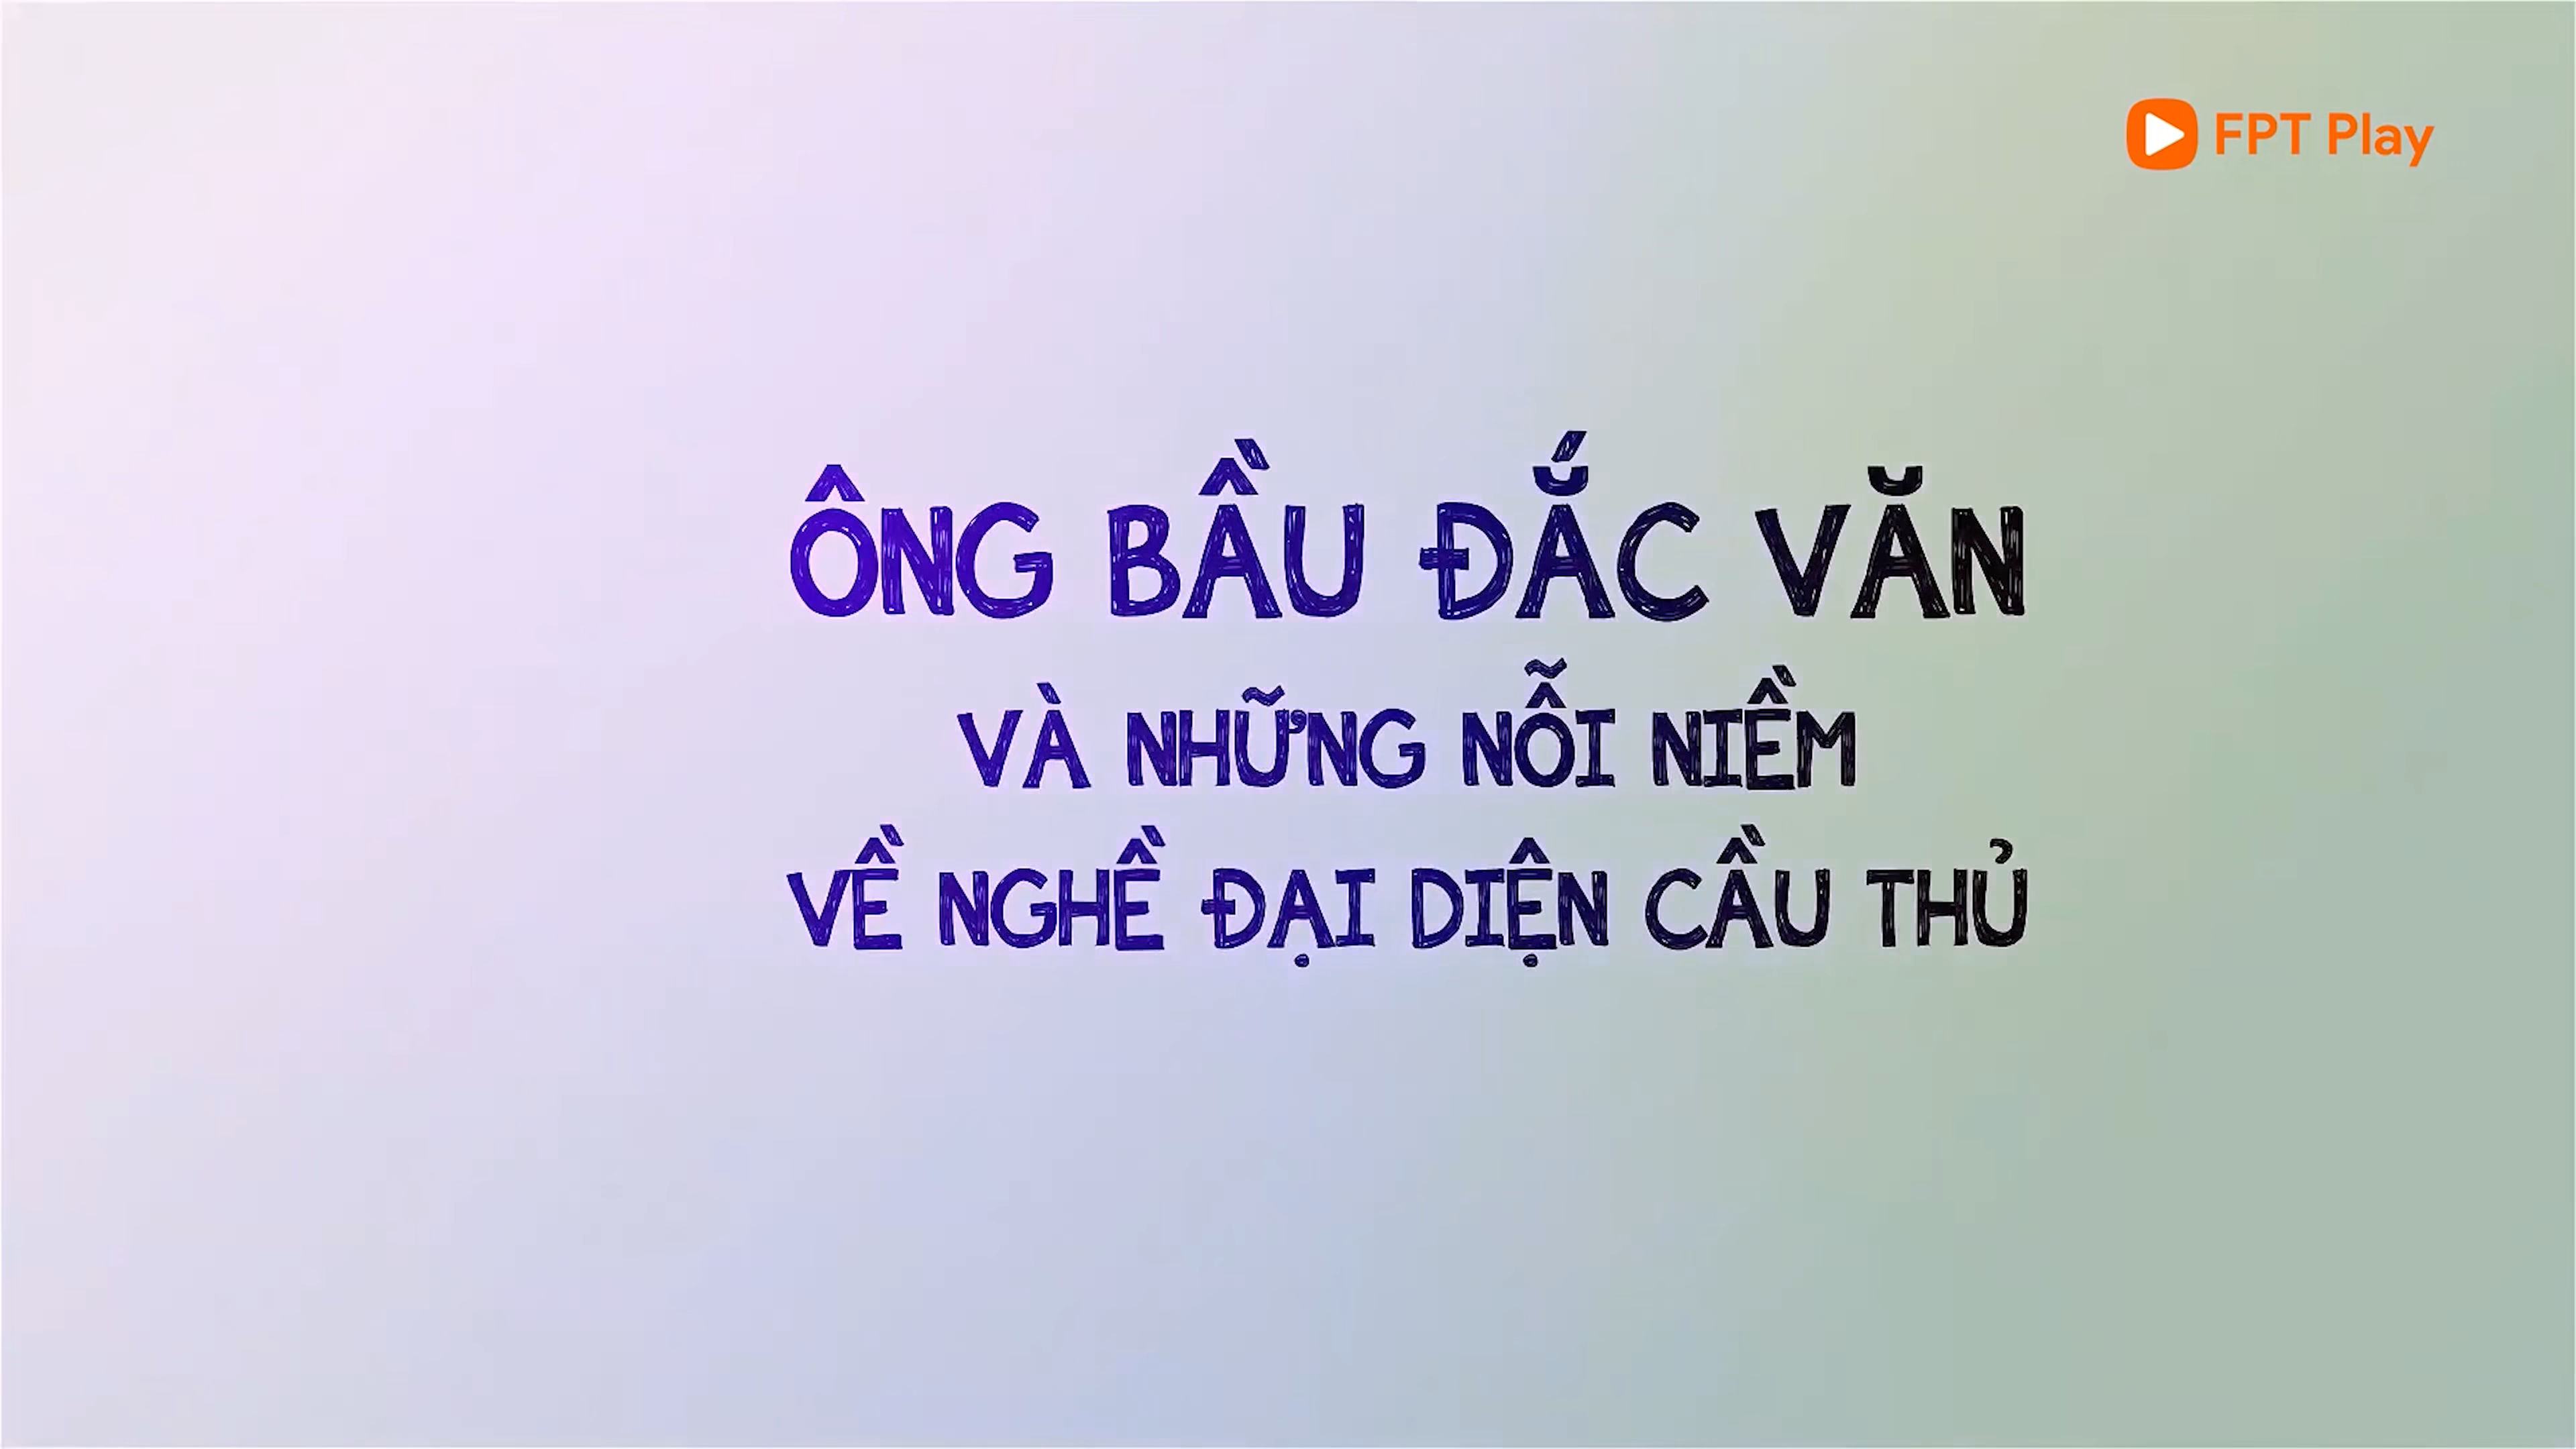 FPT Play
ÔNG BẦU ĐẮC VĂN
VÀ NHỮNG NỖI NIỀM
VỀ NGHỀ ĐẠI DIỆN CẦU THỦ